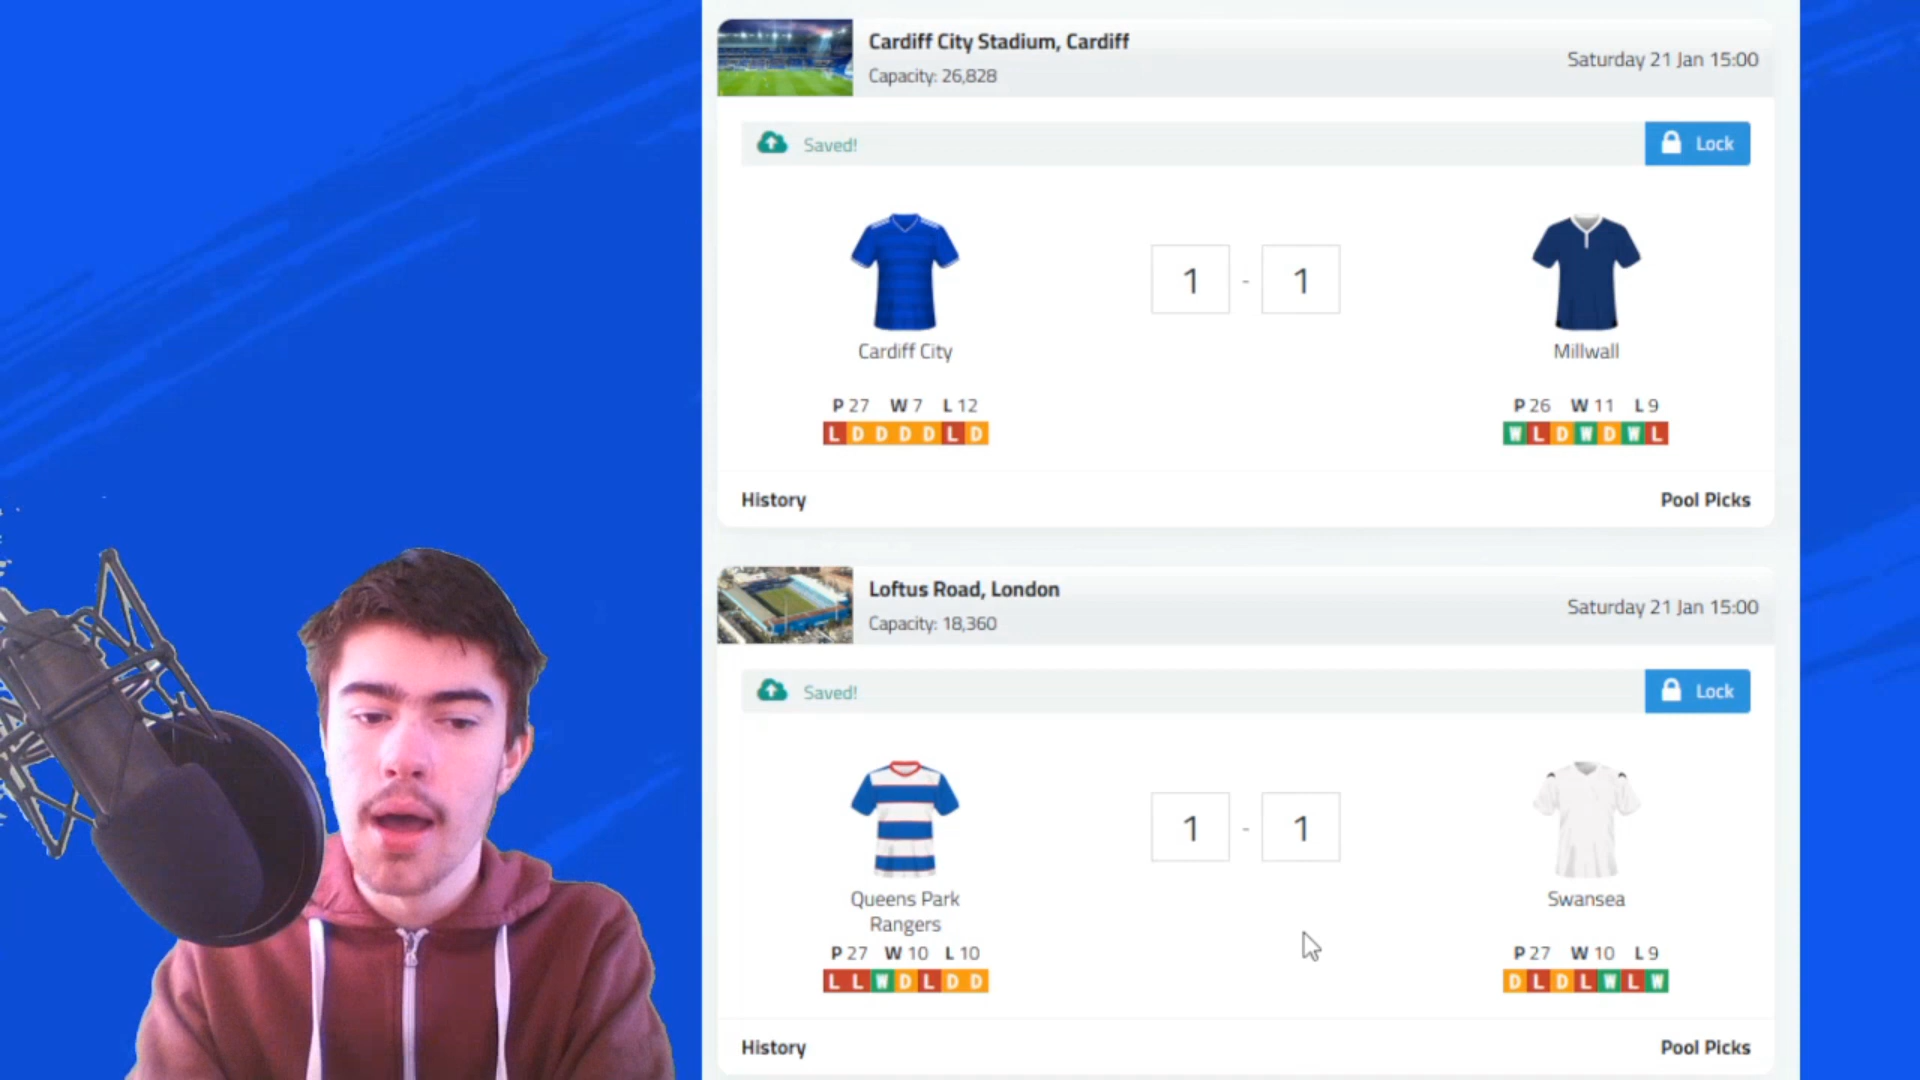 Cardiff City Stadium, Cardiff
Capacity: 26,828
Saturday 21 Jan 15:00
Saved!
Lock
1 - 1
Cardiff City
Millwall
P 27 W 7 L 12
P 26 W 11 L 9
L D D D D L D
W L D W D W L
History
Pool Picks
Loftus Road, London
Capacity: 18,360
Saturday 21 Jan 15:00
Saved!
Lock
1 - 1
Queens Park
Rangers
Swansea
P 27 W 10 L 10
P 27 W 10 L 9
L L W D L D D
D L D L W L W
History
Pool Picks